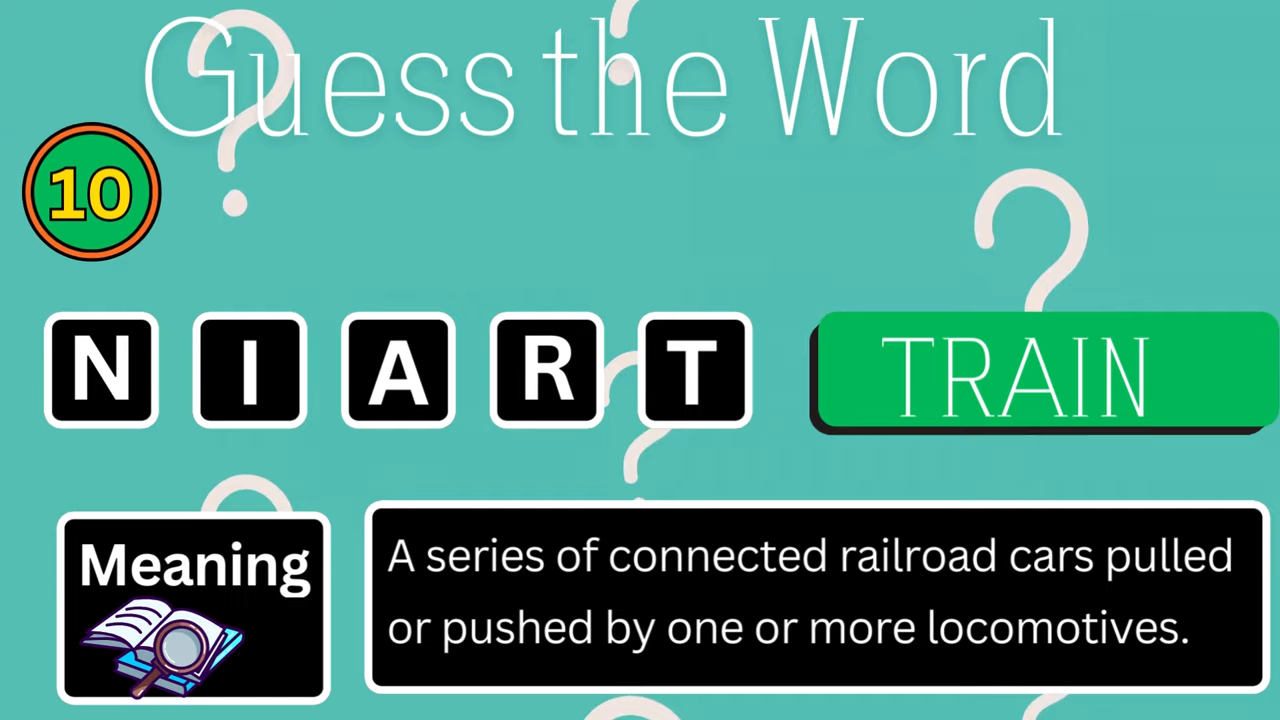 Guess the Word
10
N I A R T
TRAIN
Meaning
A series of connected railroad cars pulled
or pushed by one or more locomotives.